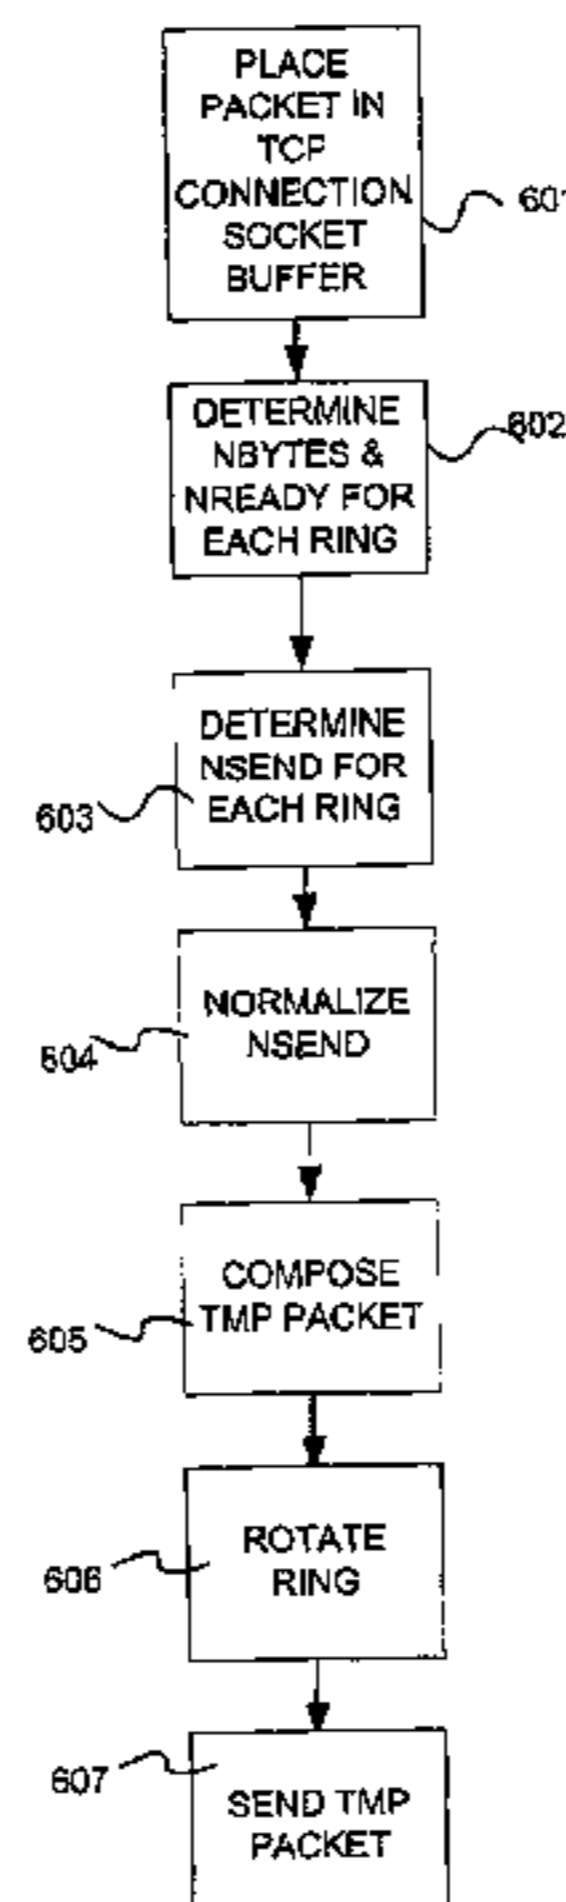 PLACE
PACKET IN
TCP
CONNECTION
SOCKET
BUFFER
601
DETERMINE
NBYTES &
NREADY FOR
EACH RING
602
DETERMINE
NSEND FOR
EACH RING
603
NORMALIZE
NSEND
604
COMPOSE
TMP PACKET
605
ROTATE
RING
606
SEND TMP
PACKET
607